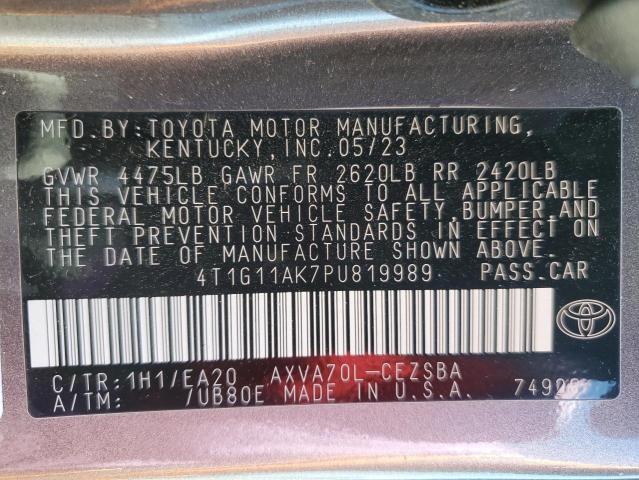 MFD. BY: TOYOTA MOTOR MANUFACTURING,
KENTUCKY, INC. 05/23
GVWR 4475LB GAWR FR 2620LB RR 2420LB
THIS VEHICLE CONFORMS TO ALL APPLICABLE
FEDERAL MOTOR VEHICLE SAFETY, BUMPER, AND
THEFT PREVENTION STANDARDS IN EFFECT ON
THE DATE OF MANUFACTURE SHOWN ABOVE.
4T1G11AK7PU819989 PASS. CAR
C/TR: 1H1/EA20 AXVA70L-CEZSBA
A/TM: /UB80E MADE IN U.S.A.